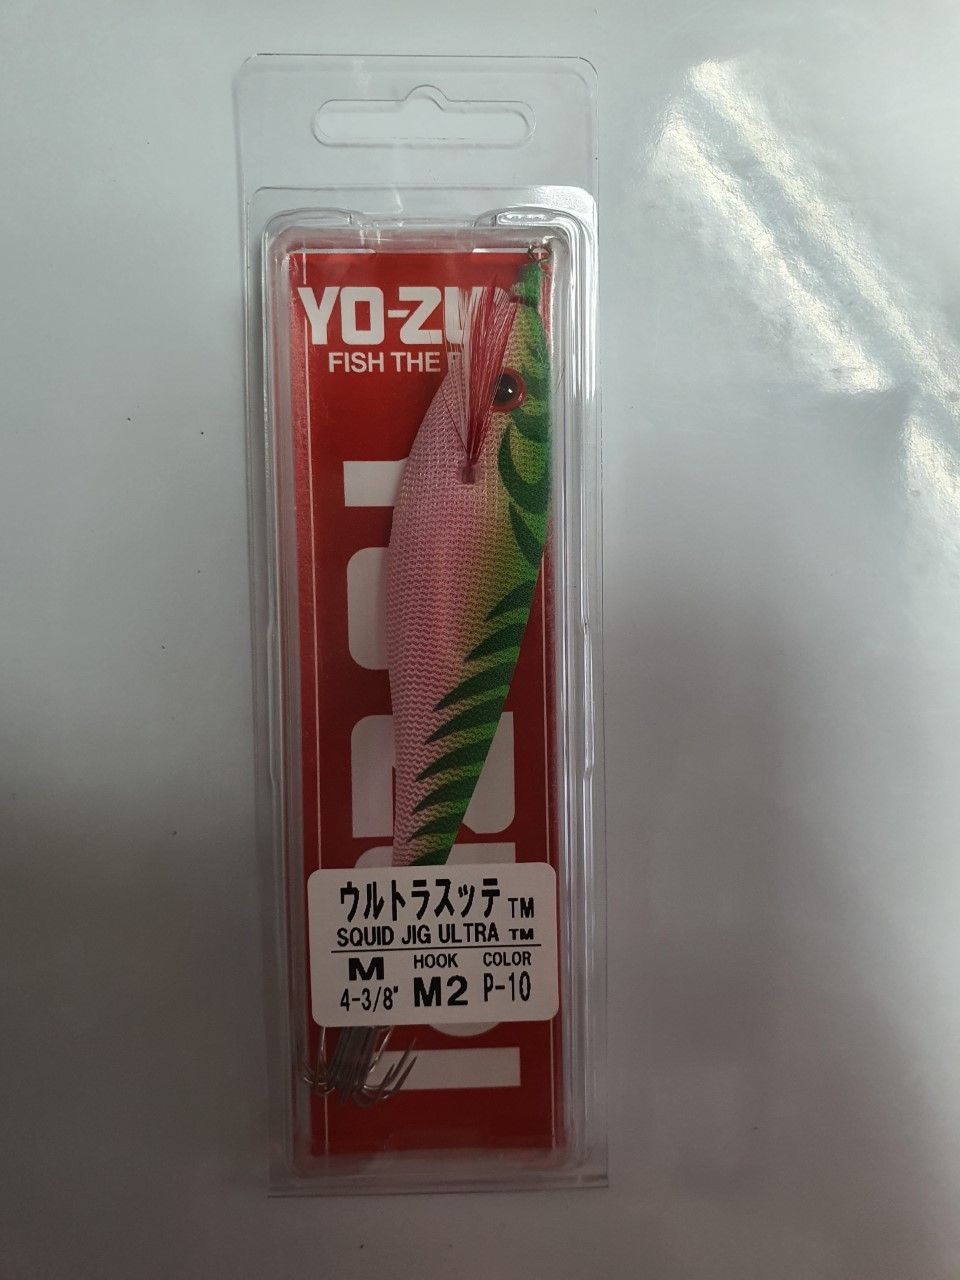 YO-ZU
FISH THE
ウルトラスッテ TM
SQUID JIG ULTRA TM
M HOOK COLOR
4-3/8" M2 P-10